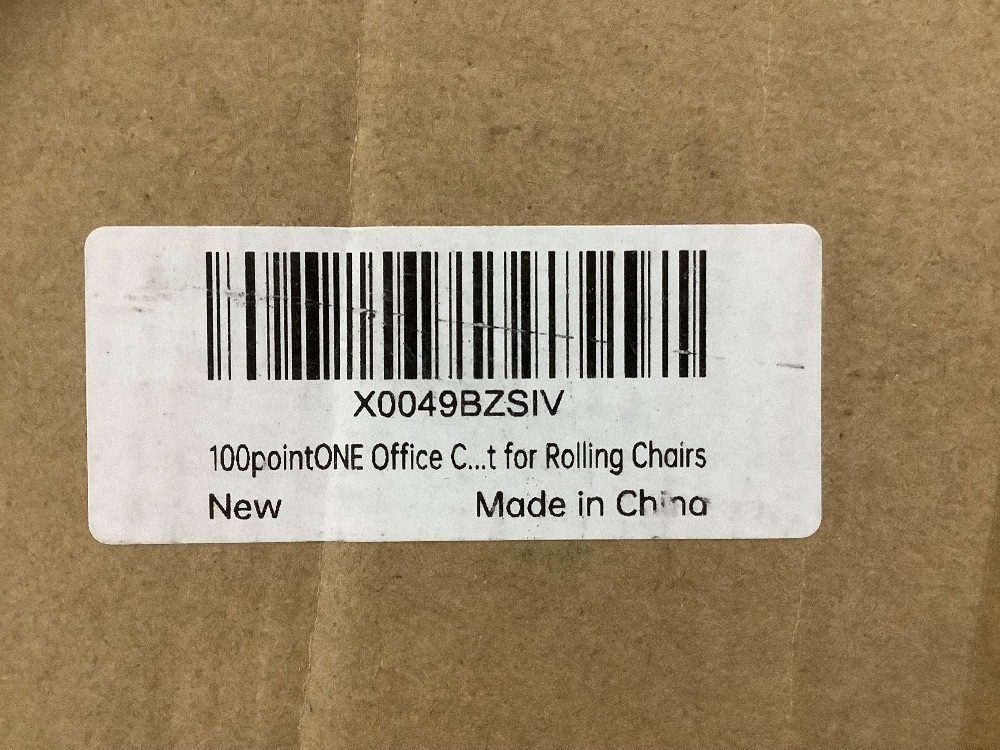 X0049BZSIV
100pointONE Office C...t for Rolling Chairs
New
Made in China